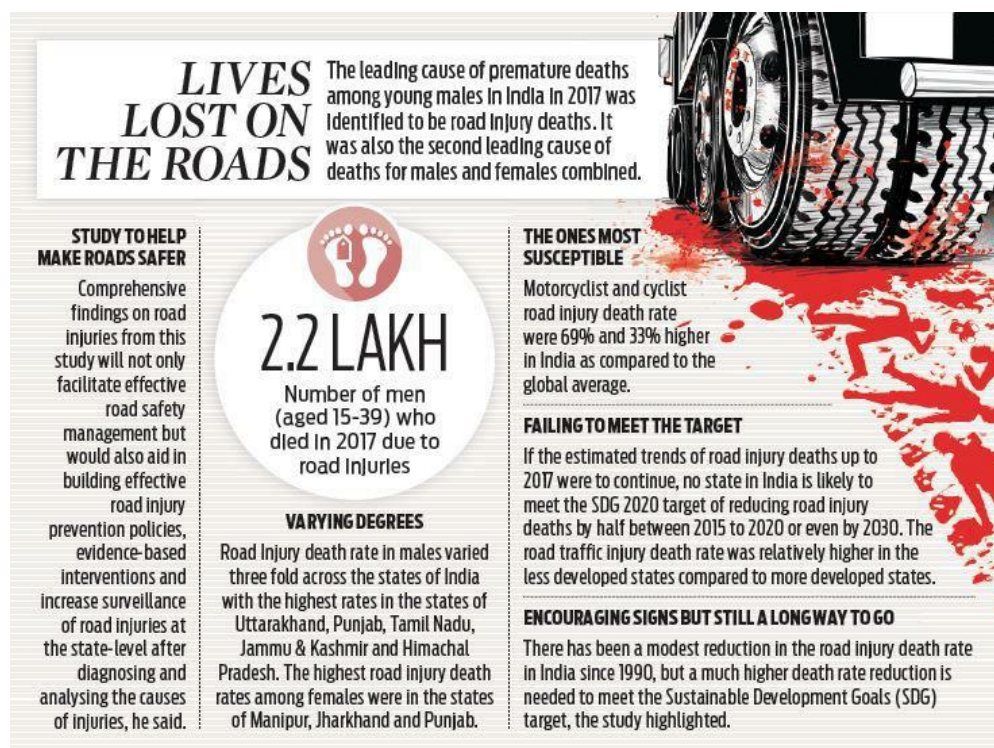 LIVES
LOST ON
THE ROADS
The leading cause of premature deaths
among young males in India in 2017 was
identified to be road injury deaths. It
was also the second leading cause of
deaths for males and females combined.
STUDY TO HELP
MAKE ROADS SAFER
Comprehensive
findings on road
injuries from this
study will not only
facilitate effective
road safety
management but
would also aid in
building effective
road injury
prevention policies,
evidence-based
interventions and
increase surveillance
of road injuries at
the state-level after
diagnosing and
analysing the causes
of injuries, he said.
2.2 LAKH
Number of men
(aged 15-39) who
died in 2017 due to
road injuries
VARYING DEGREES
Road Injury death rate in males varied
three fold across the states of India
with the highest rates in the states of
Uttarakhand, Punjab, Tamil Nadu,
Jammu & Kashmir and Himachal
Pradesh. The highest road injury death
rates among females were in the states
of Manipur, Jharkhand and Punjab.
THE ONES MOST
SUSCEPTIBLE
Motorcyclist and cyclist
road injury death rate
were 69% and 33% higher
in India as compared to the
global average.
FAILING TO MEET THE TARGET
If the estimated trends of road injury deaths up to
2017 were to continue, no state in India is likely to
meet the SDG 2020 target of reducing road injury
deaths by half between 2015 to 2020 or even by 2030. The
road traffic injury death rate was relatively higher in the
less developed states compared to more developed states.
ENCOURAGING SIGNS BUT STILL A LONG WAY TO GO
There has been a modest reduction in the road injury death rate
in India since 1990, but a much higher death rate reduction is
needed to meet the Sustainable Development Goals (SDG)
target, the study highlighted.